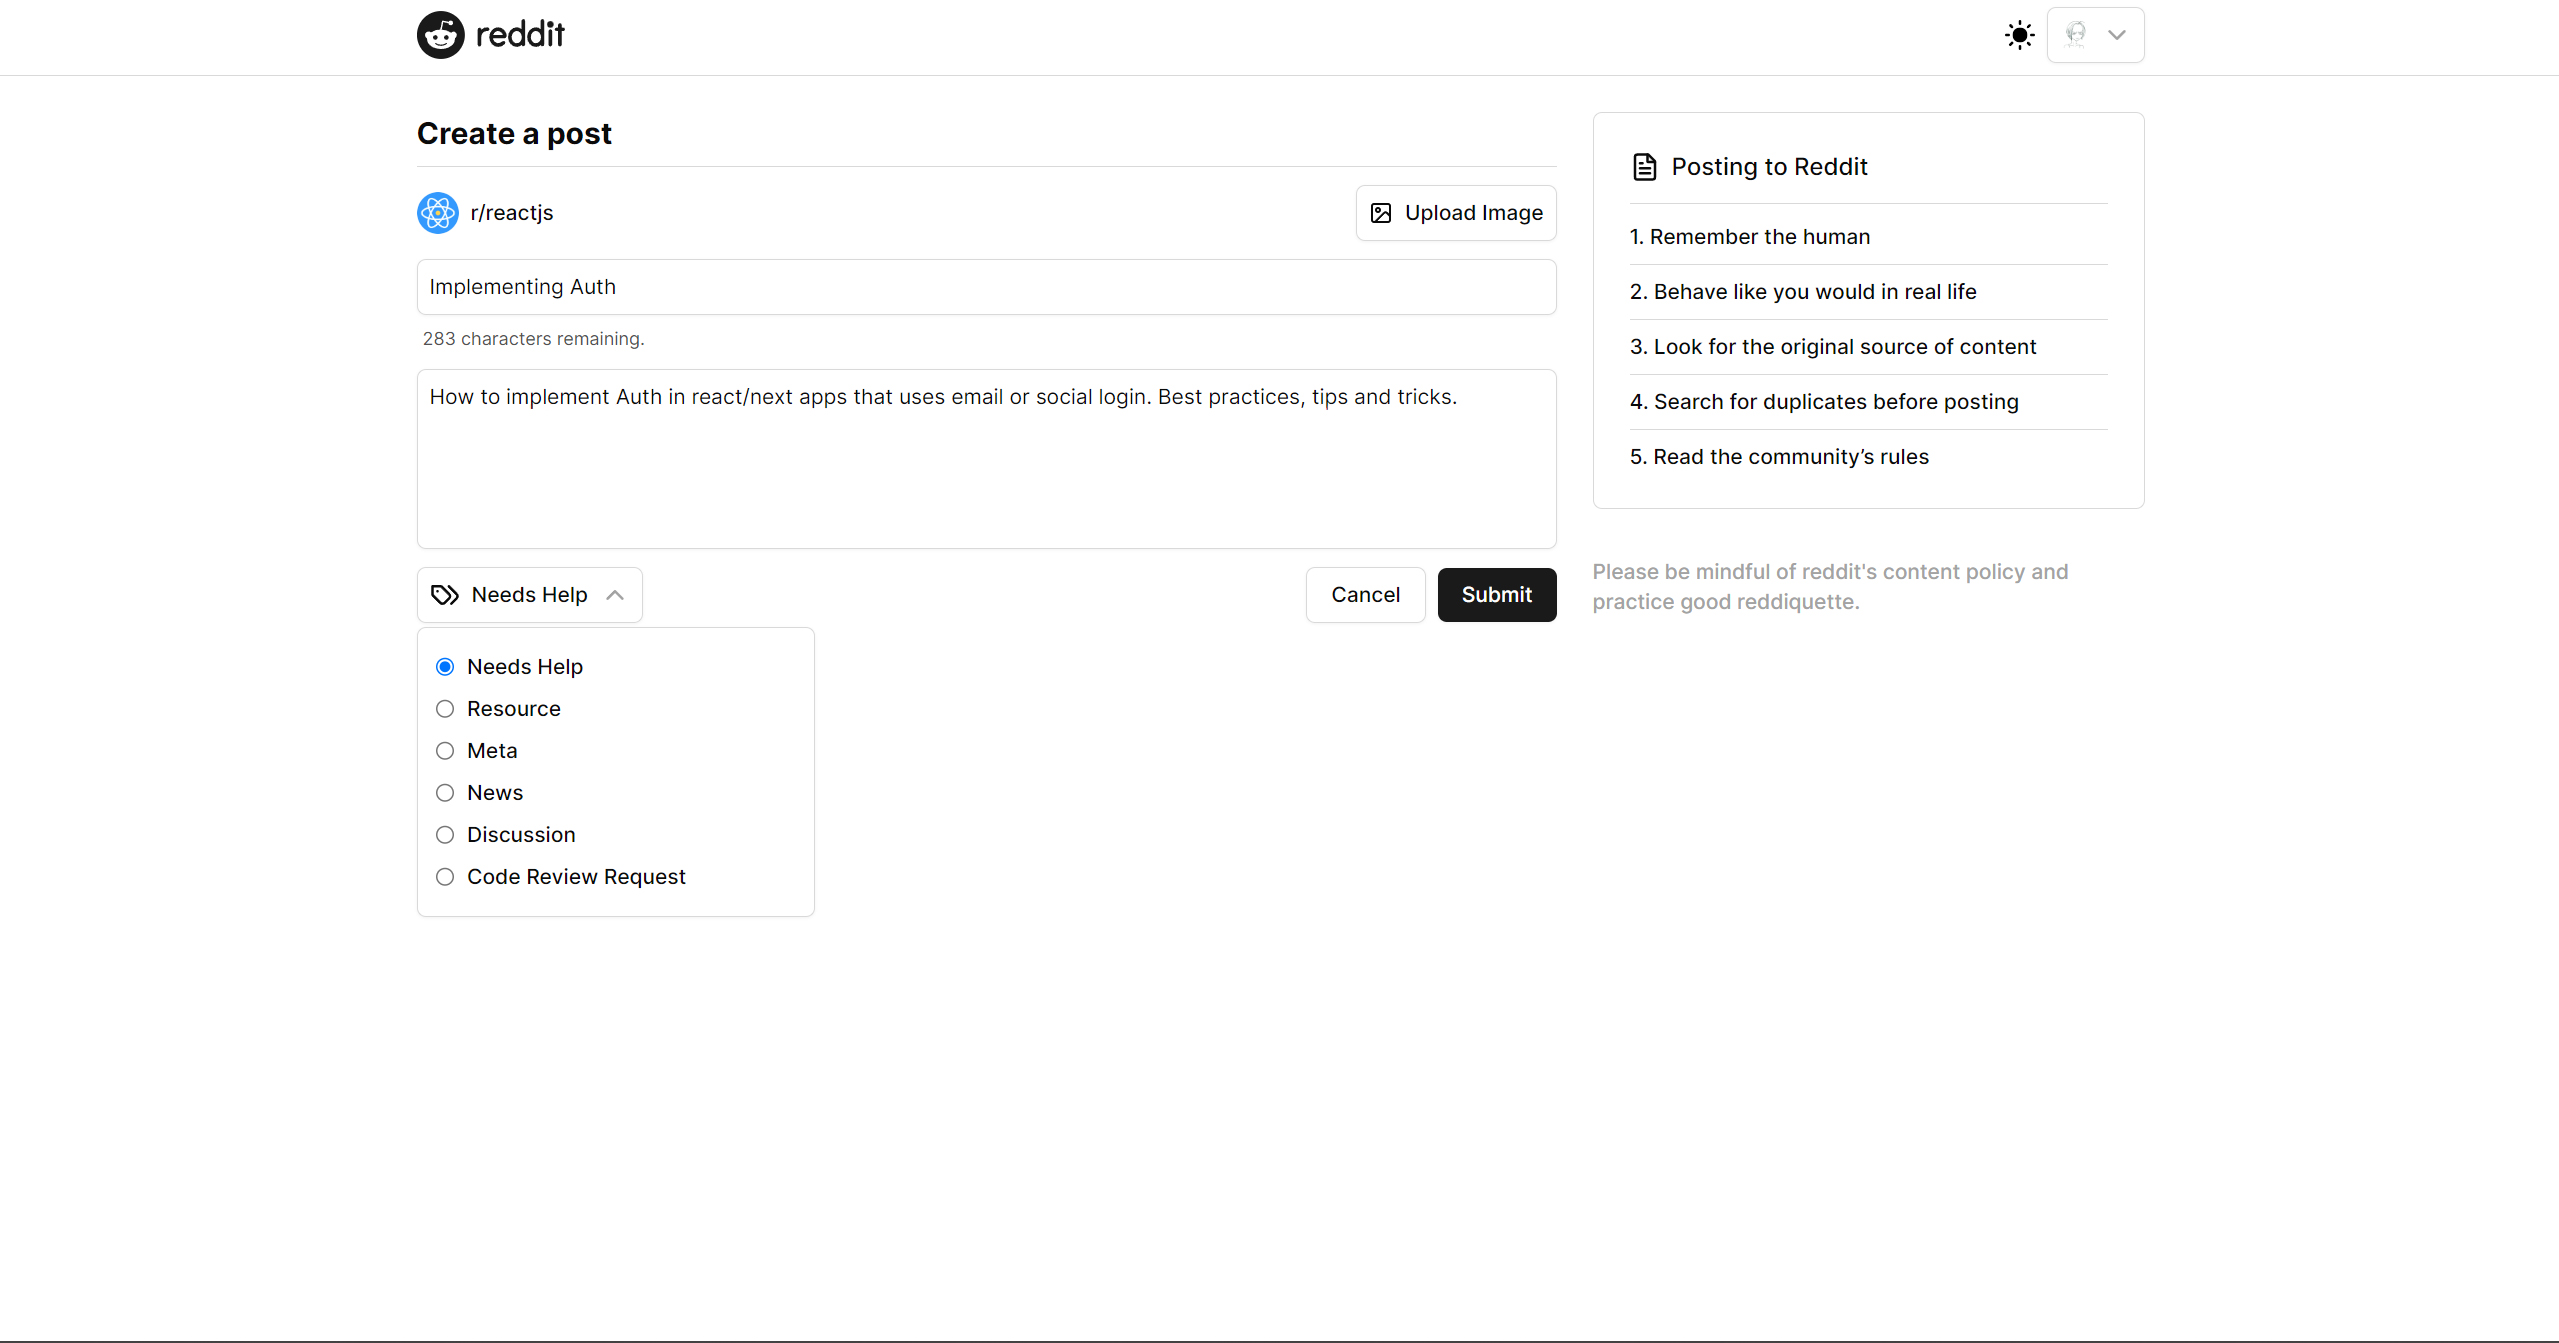 reddit
Create a post
r/reactjs
Upload Image
Implementing Auth
283 characters remaining.
How to implement Auth in react/next apps that uses email or social login. Best practices, tips and tricks.
Needs Help
Cancel
Submit
Needs Help
Resource
Meta
News
Discussion
Code Review Request
Posting to Reddit
1. Remember the human
2. Behave like you would in real life
3. Look for the original source of content
4. Search for duplicates before posting
5. Read the community’s rules
Please be mindful of reddit's content policy and
practice good reddiquette.